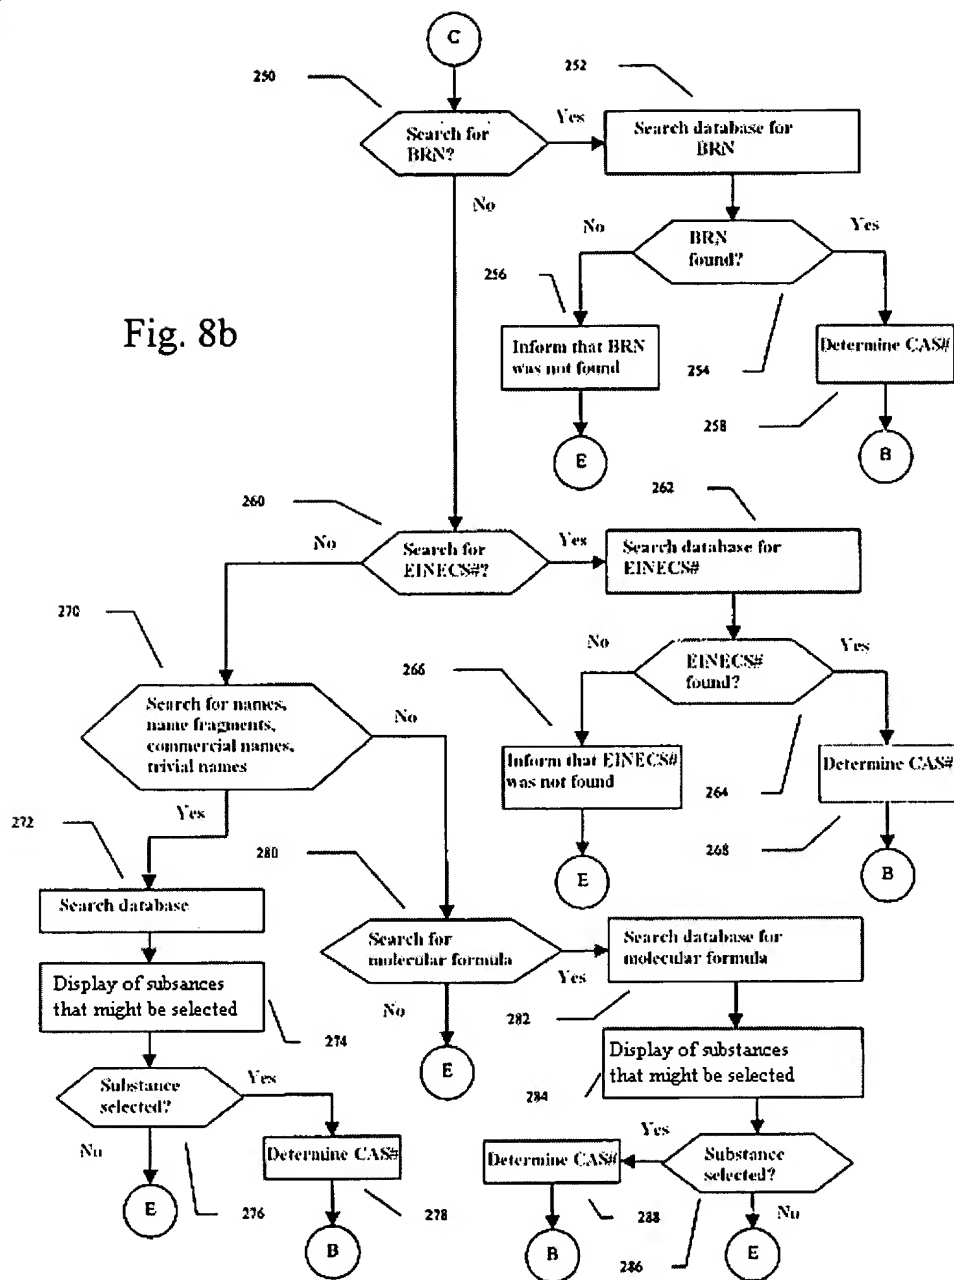 C
250
252
Search for
BRN?
Yes
Search database for
BRN
No
No
BRN
found?
Yes
256
Fig. 8b
Inform that BRN
was not found
254
Determine CAS#
258
E
B
260
262
No
Search for
EINECS#?
Yes
Search database for
EINECS#
270
No
EINECS#
found?
Yes
266
Search for names,
name fragments,
commercial names,
trivial names
No
Inform that EINECS#
was not found
264
Determine CAS#
Yes
272
268
280
E
B
Search database
Search for
molecular formula
Yes
Search database for
molecular formula
Display of subsances
that might be selected
No
282
274
E
Display of substances
that might be selected
284
Substance
selected?
Yes
No
Determine CAS#
Yes
Determine CAS#
Substance
selected?
E
276
278
288
No
B
B
286
E